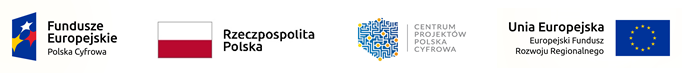 Fundusze
Europejskie
Polska Cyfrowa
Rzeczpospolita
Polska
CENTRUM
PROJEKTÓW
POLSKA
CYFROWA
Unia Europejska
Europejski Fundusz
Rozwoju Regionalnego